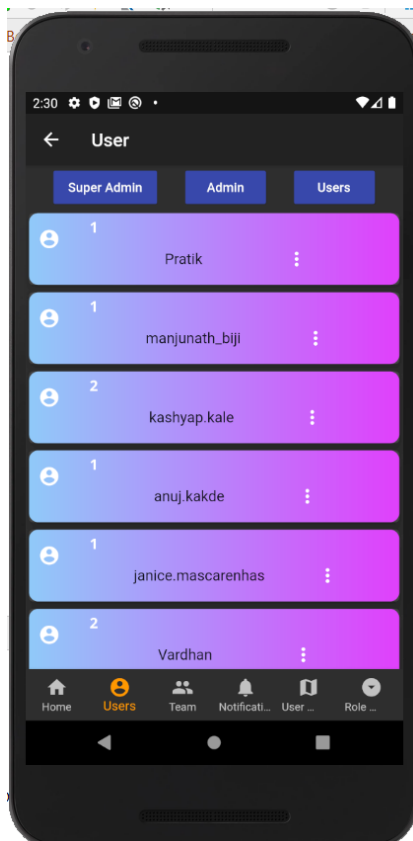 2:30
User
Super Admin Admin Users
1
Pratik
1
manjunath_biji
2
kashyap.kale
1
anuj.kakde
1
janice.mascarenhas
2
Vardhan
Home Users Team Notificati... User ... Role ...